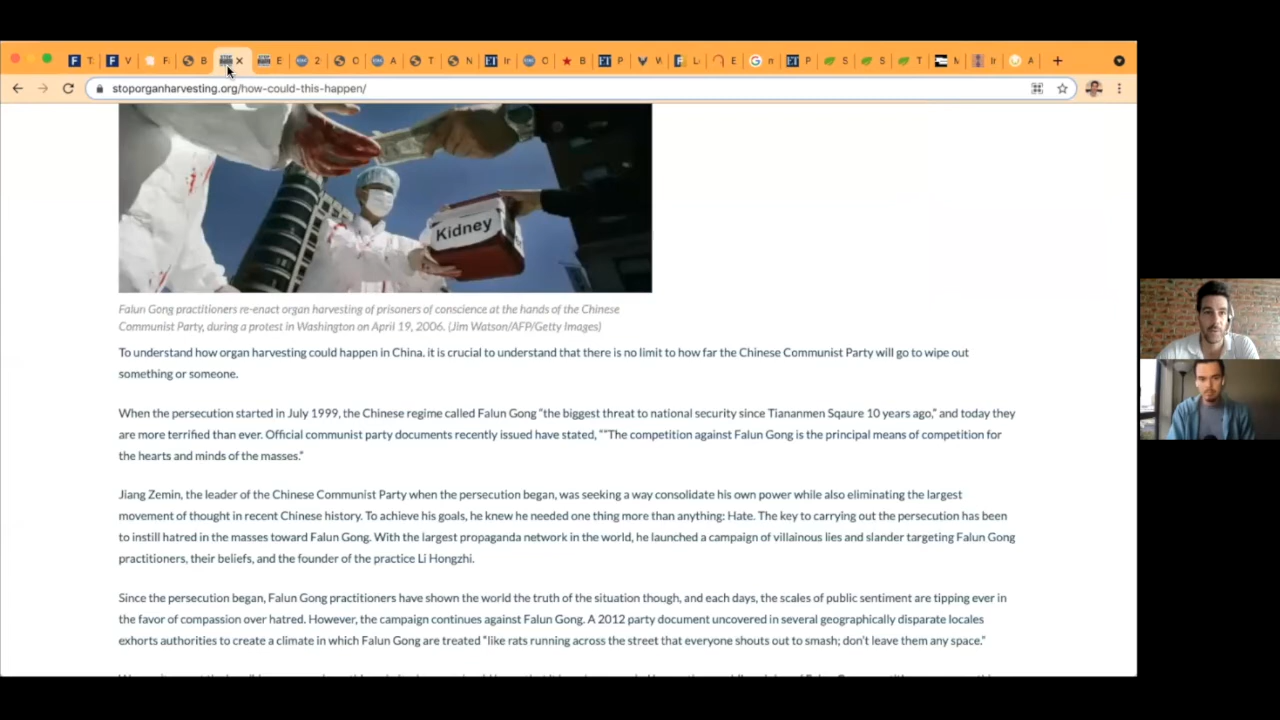 F T. F V F: B E 2 C A T N ET Ir C B ET P W F L E G n ET P S S T M Ir A
stoporganharvesting.org/how-could-this-happen/
Kidney
Falun Gong practitioners re-enact organ harvesting of prisoners of conscience at the hands of the Chinese
Communist Party, during a protest in Washington on April 19, 2006. (Jim Watson/AFP/Getty Images)
To understand how organ harvesting could happen in China. it is crucial to understand that there is no limit to how far the Chinese Communist Party will go to wipe out
something or someone.
When the persecution started in July 1999, the Chinese regime called Falun Gong “the biggest threat to national security since Tiananmen Sqaure 10 years ago,” and today they
are more terrified than ever. Official communist party documents recently issued have stated, ““The competition against Falun Gong is the principal means of competition for
the hearts and minds of the masses.”
Jiang Zemin, the leader of the Chinese Communist Party when the persecution began, was seeking a way consolidate his own power while also eliminating the largest
movement of thought in recent Chinese history. To achieve his goals, he knew he needed one thing more than anything: Hate. The key to carrying out the persecution has been
to instill hatred in the masses toward Falun Gong. With the largest propaganda network in the world, he launched a campaign of villainous lies and slander targeting Falun Gong
practitioners, their beliefs, and the founder of the practice Li Hongzhi.
Since the persecution began, Falun Gong practitioners have shown the world the truth of the situation though, and each days, the scales of public sentiment are tipping ever in
the favor of compassion over hatred. However, the campaign continues against Falun Gong. A 2012 party document uncovered in several geographically disparate locales
exhorts authorities to create a climate in which Falun Gong are treated “like rats running across the street that everyone shouts out to smash; don’t leave them any space.”